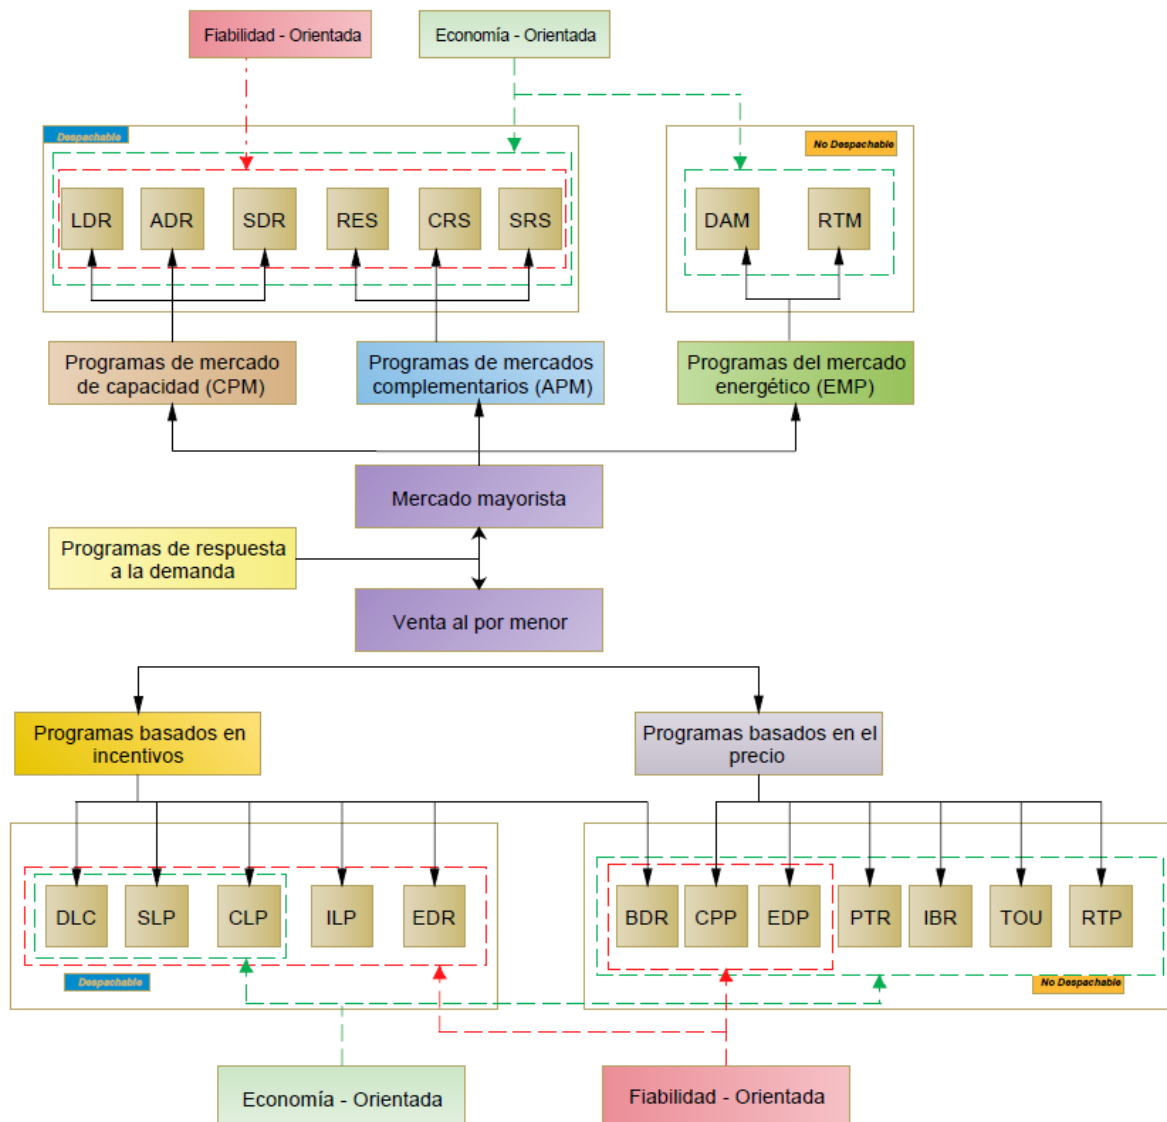 Fiabilidad - Orientada
Economía - Orientada
Despachable
No Despachable
LDR
ADR
SDR
RES
CRS
SRS
DAM
RTM
Programas de mercado
de capacidad (CPM)
Programas de mercados
complementarios (APM)
Programas del mercado
energético (EMP)
Mercado mayorista
Programas de respuesta
a la demanda
Venta al por menor
Programas basados en
incentivos
Programas basados en el
precio
DLC
SLP
CLP
ILP
EDR
BDR
CPP
EDP
PTR
IBR
TOU
RTP
Despachable
No Despachable
Economía - Orientada
Fiabilidad - Orientada